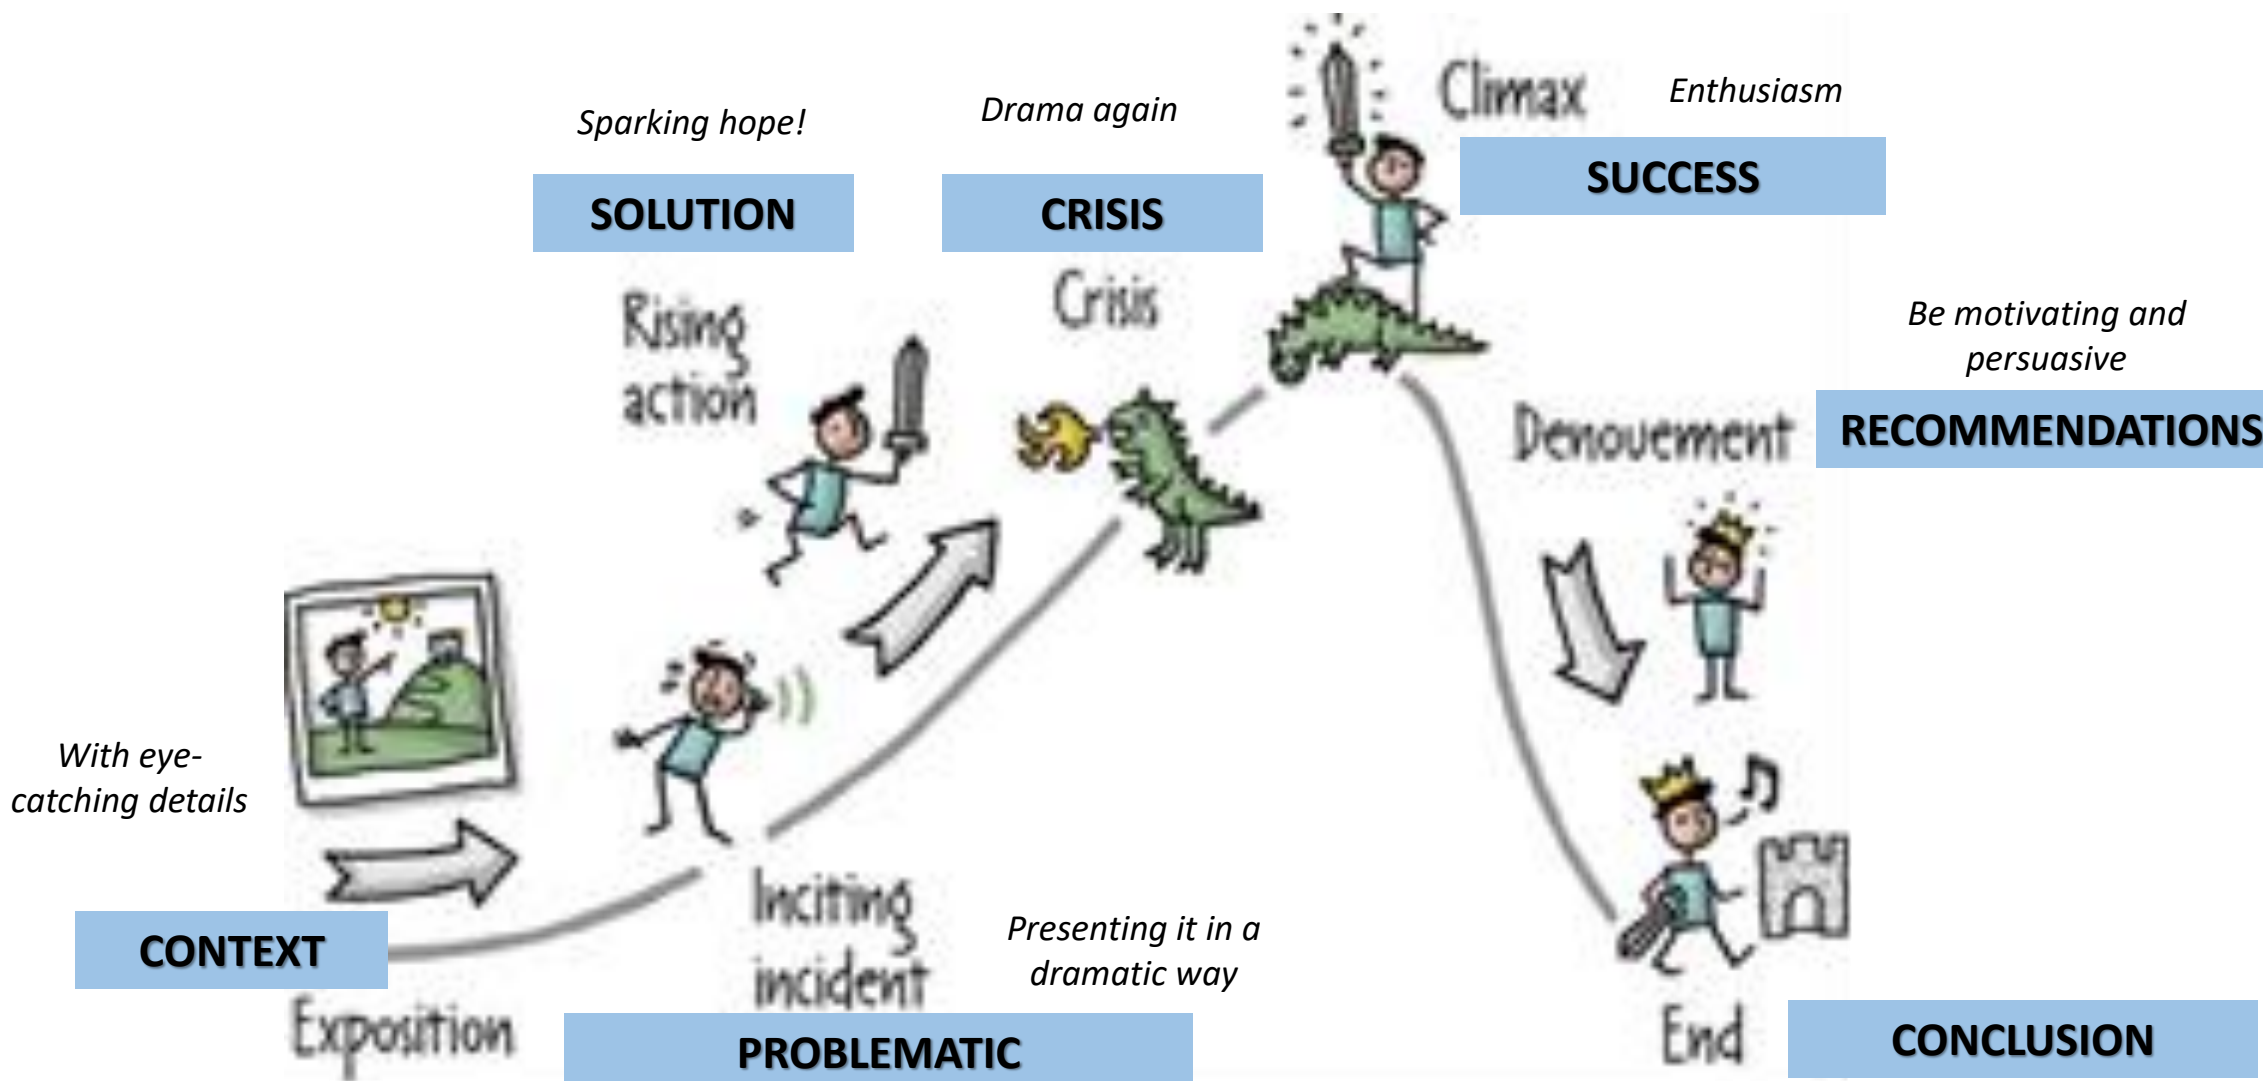 With eye-
catching details
CONTEXT
Exposition
Inciting
incident
Presenting it in a
dramatic way
PROBLEMATIC
Sparking hope!
SOLUTION
Rising
action
Drama again
CRISIS
Crisis
Climax
Enthusiasm
SUCCESS
Be motivating and
persuasive
Denouement
RECOMMENDATIONS
End
CONCLUSION